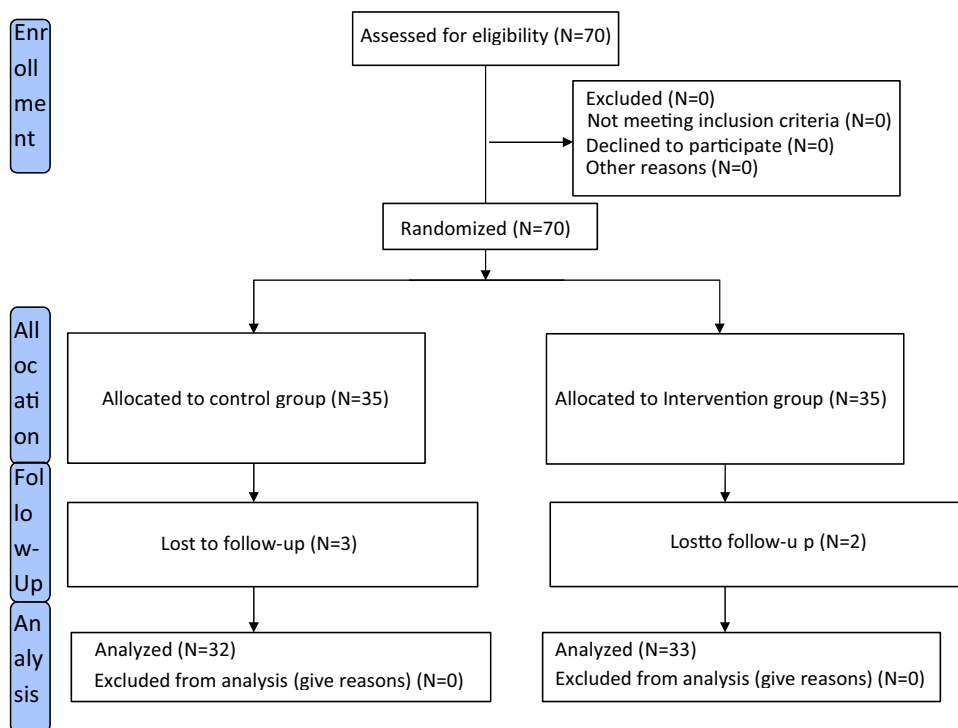 Enr
oll
me
nt
Assessed for eligibility (N=70)
Excluded (N=0)
Not meeting inclusion criteria (N=0)
Declined to participate (N=0)
Other reasons (N=0)
Randomized (N=70)
All
oc
ati
on
Allocated to control group (N=35)
Allocated to Intervention group (N=35)
Fol
lo
w-
Up
Lost to follow-up (N=3)
Losttto follow-u p (N=2)
An
aly
sis
Analyzed (N=32)
Excluded from analysis (give reasons) (N=0)
Analyzed (N=33)
Excluded from analysis (give reasons) (N=0)